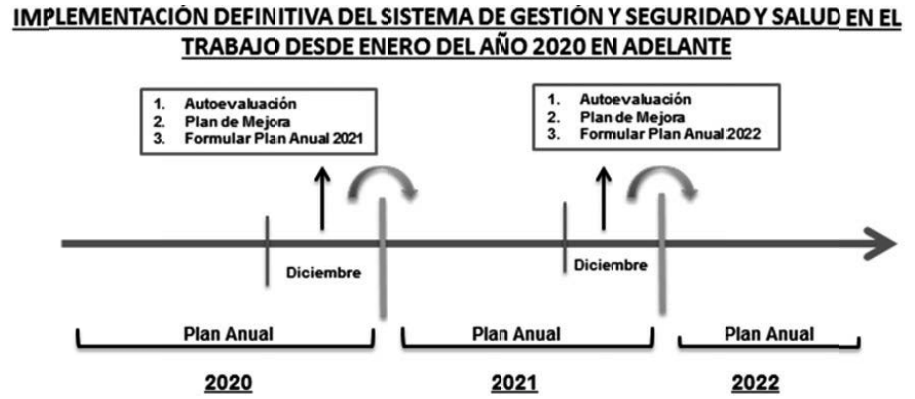 IMPLEMENTACIÓN DEFINITIVA DEL SISTEMA DE GESTIÓN Y SEGURIDAD Y SALUD EN EL
TRABAJO DESDE ENERO DEL AÑO 2020 EN ADELANTE
1. Autoevaluación
2. Plan de Mejora
3. Formular Plan Anual 2021
1. Autoevaluación
2. Plan de Mejora
3. Formular Plan Anual 2022
Diciembre
Diciembre
Plan Anual
Plan Anual
Plan Anual
2020
2021
2022